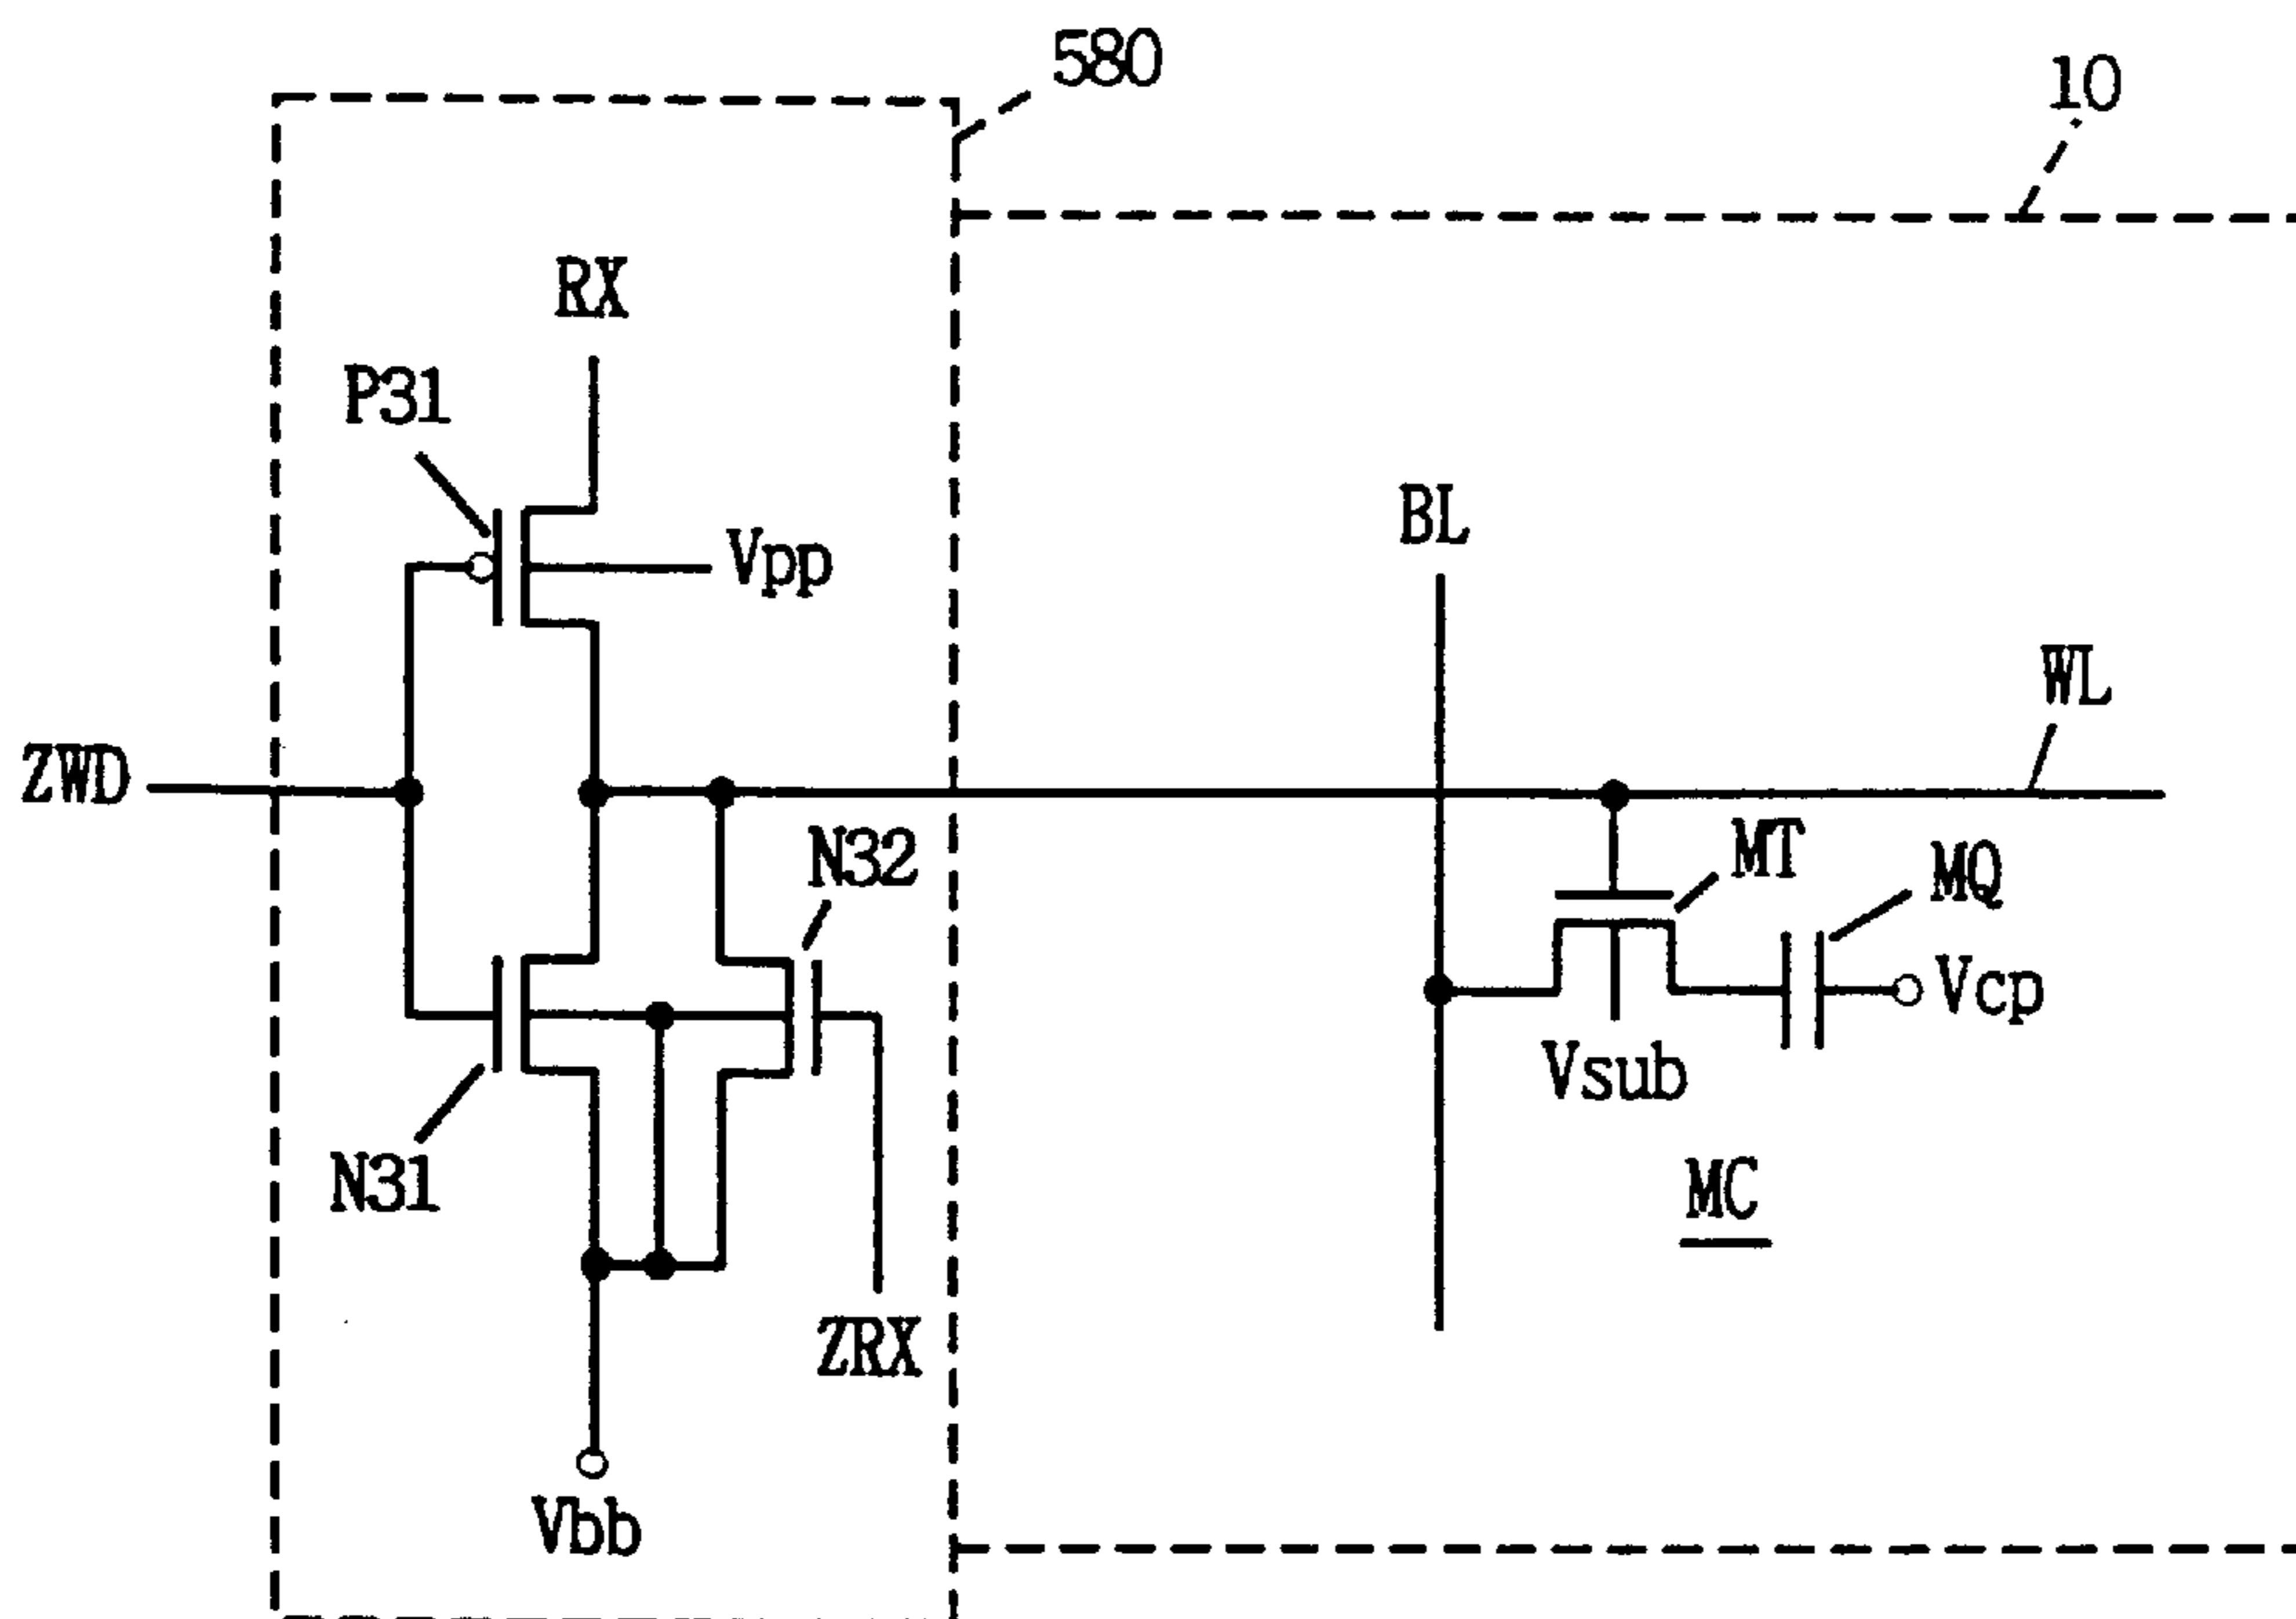 580
10
RX
P31
BL
Vpp
WL
ZWD
N32
MT
MQ
Vcp
Vsub
N31
MC
ZRX
Vbb